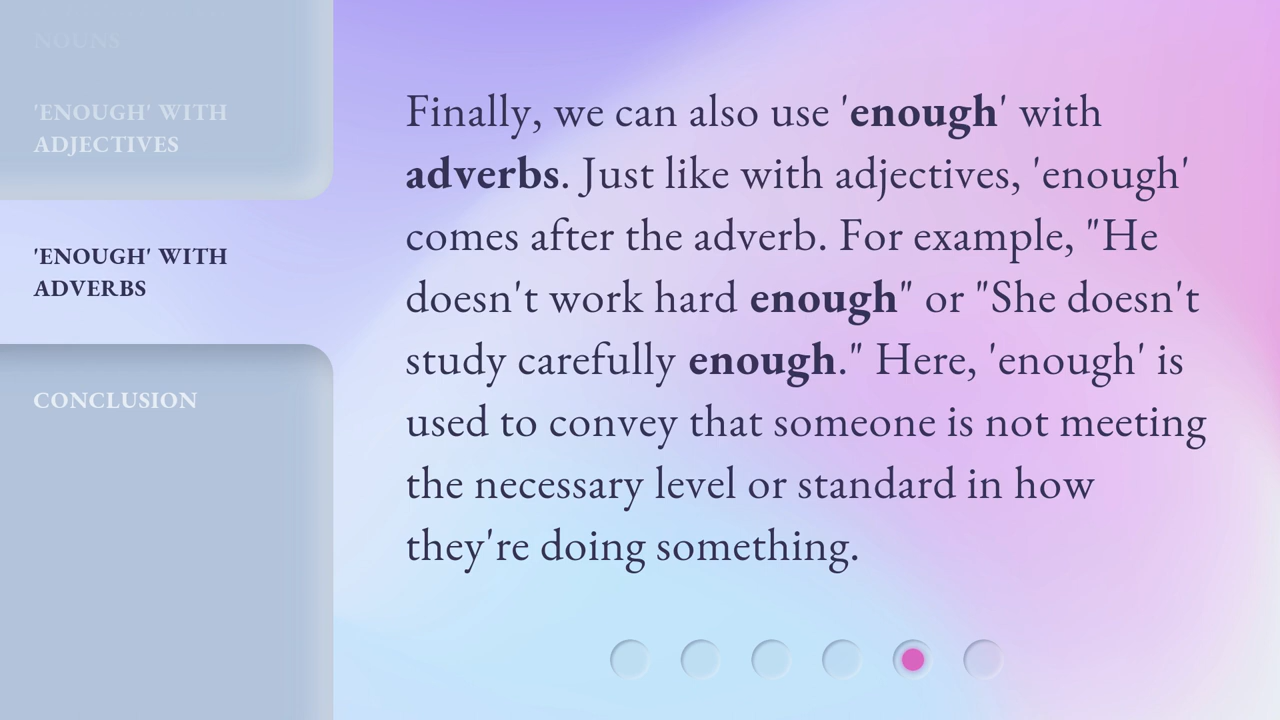 NOUNS
'ENOUGH' WITH
ADJECTIVES
'ENOUGH' WITH
ADVERBS
CONCLUSION
Finally, we can also use 'enough' with
adverbs. Just like with adjectives, 'enough'
comes after the adverb. For example, "He
doesn't work hard enough" or "She doesn't
study carefully enough." Here, 'enough' is
used to convey that someone is not meeting
the necessary level or standard in how
they're doing something.